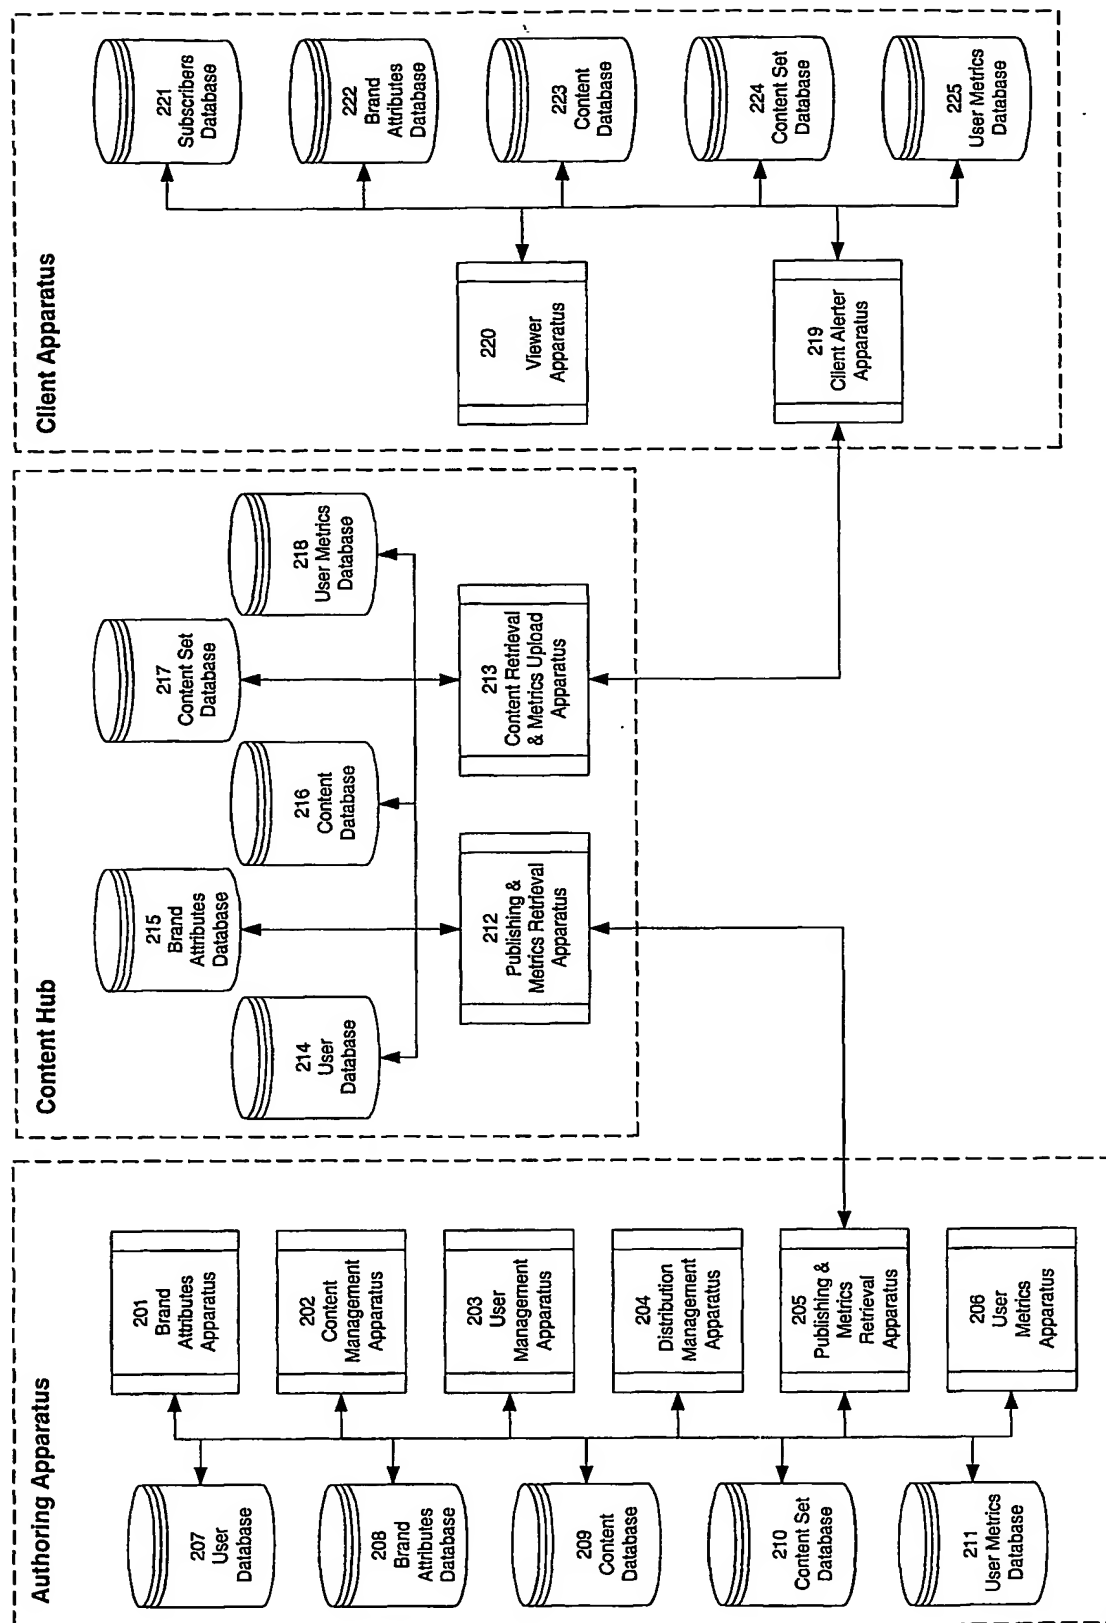 Authoring Apparatus
207
User
Database
208
Brand
Attributes
Database
209
Content
Database
210
Content Set
Database
211
User Metrics
Database
201
Brand
Attributes
Apparatus
202
Content
Management
Apparatus
203
User
Management
Apparatus
204
Distribution
Management
Apparatus
205
Publishing &
Metrics
Retrieval
Apparatus
206
User
Metrics
Apparatus
Content Hub
214
User
Database
215
Brand
Attributes
Database
216
Content
Database
217
Content Set
Database
218
User Metrics
Database
212
Publishing &
Metrics Retrieval
Apparatus
213
Content Retrieval
& Metrics Upload
Apparatus
Client Apparatus
220
Viewer
Apparatus
219
Client Alerter
Apparatus
221
Subscribers
Database
222
Brand
Attributes
Database
223
Content
Database
224
Content Set
Database
225
User Metrics
Database